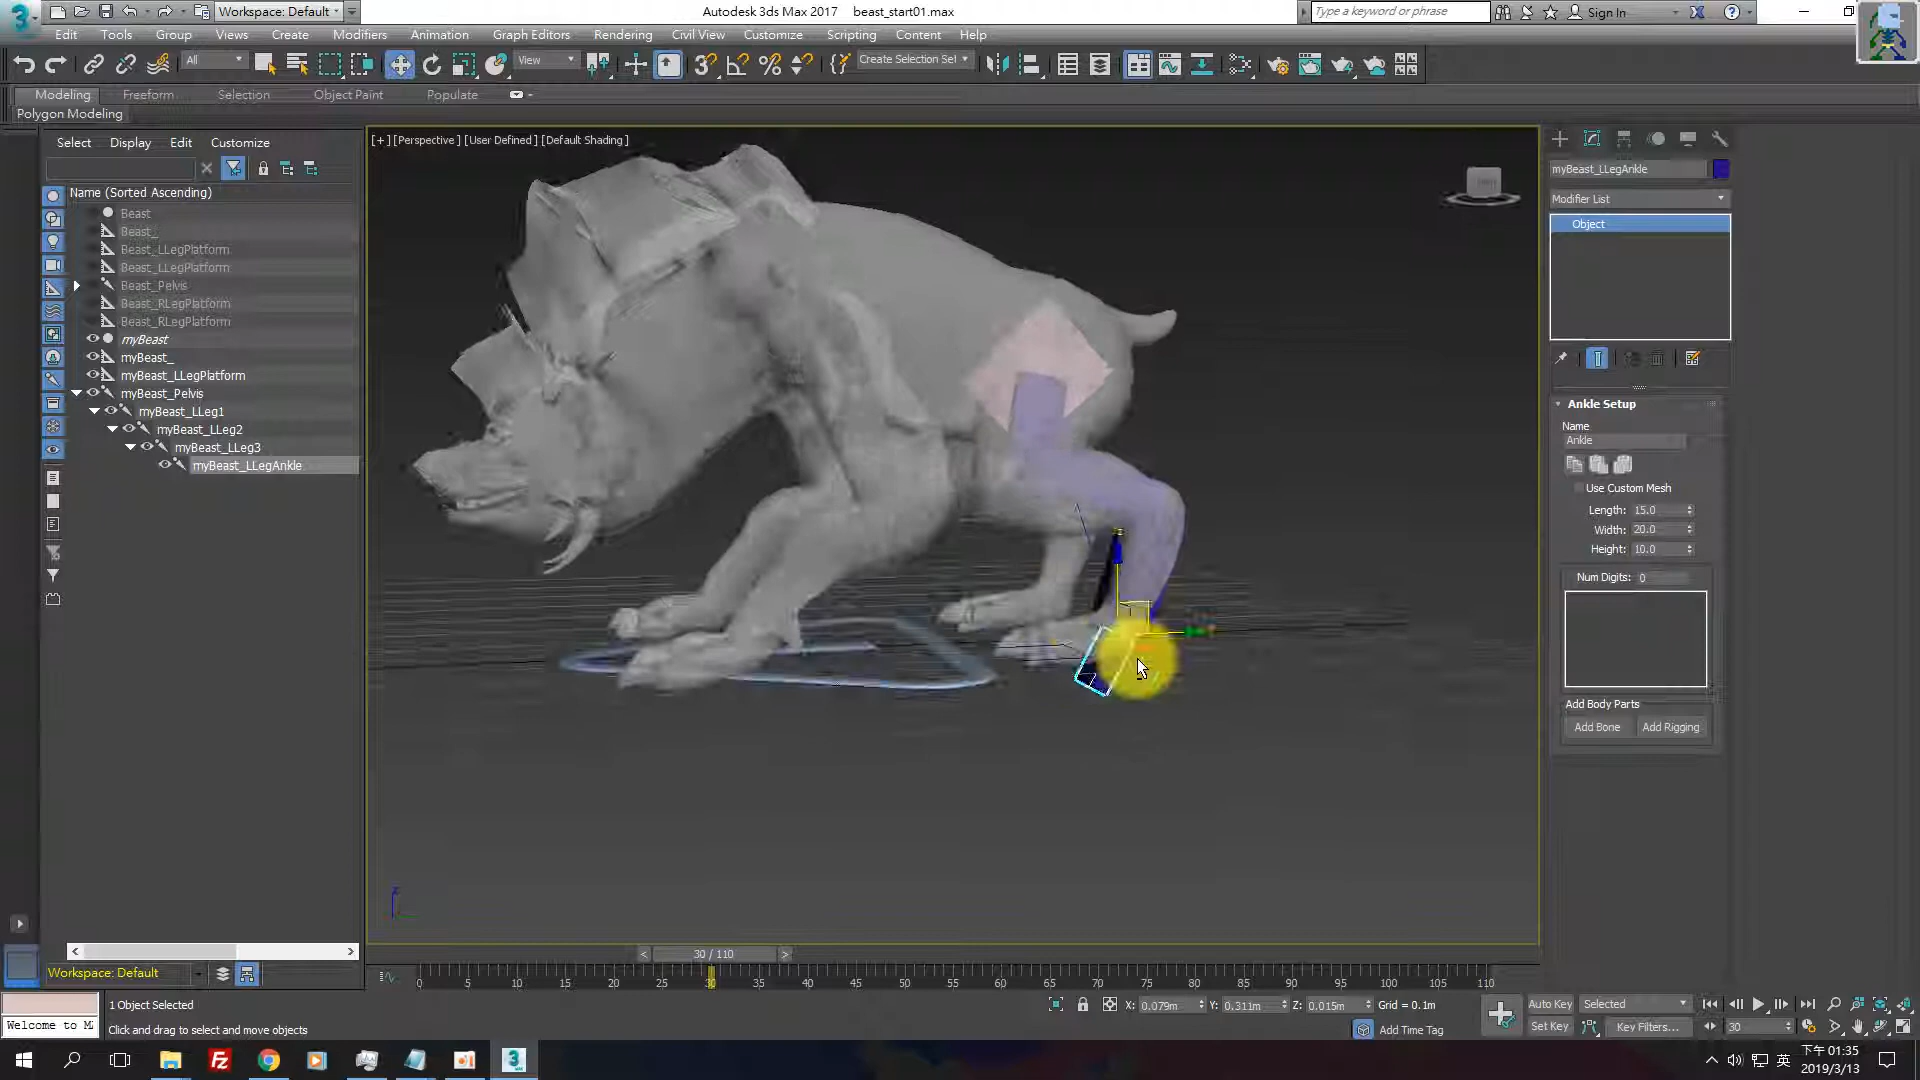 Workspace: Default
Autodesk 3ds Max 2017 beast_start01.max
Type a keyword or phrase
Sign In
Edit Tools Group Views Create Modifiers Animation Graph Editors Rendering Civil View Customize Scripting Content Help
All
View
Create Selection Sel
Modeling Freeform Selection Object Paint Populate
Polygon Modeling
Select Display Edit Customize
Name (Sorted Ascending)
Beast
Beast_
Beast_LLegPlatform
Beast_LLegPlatform
Beast_Pelvis
Beast_RLegPlatform
Beast_RLegPlatform
myBeast
myBeast_
myBeast_LLegPlatform
myBeast_Pelvis
myBeast_LLeg1
myBeast_LLeg2
myBeast_LLeg3
myBeast_LLegAnkle
[+] [Perspective] [User Defined] [Default Shading]
myBeast_LLegAnkle
Modifier List
Object
Ankle Setup
Name
Ankle
Use Custom Mesh
Length: 15.0
Width: 20.0
Height: 10.0
Num Digits: 0
Add Body Parts
Add Bone Add Rigging
< 30 / 110 >
Workspace: Default
0 5 10 15 20 25 30 35 40 45 50 55 60 65 70 75 80 85 90 95 100 105 110
1 Object Selected
X: 0.079m Y: 0.311m Z: 0.015m Grid = 0.1m
Auto Key Selected
Welcome to M
Click and drag to select and move objects
Add Time Tag
Set Key Key Filters... 30
英
下午 01:35
2019/3/13